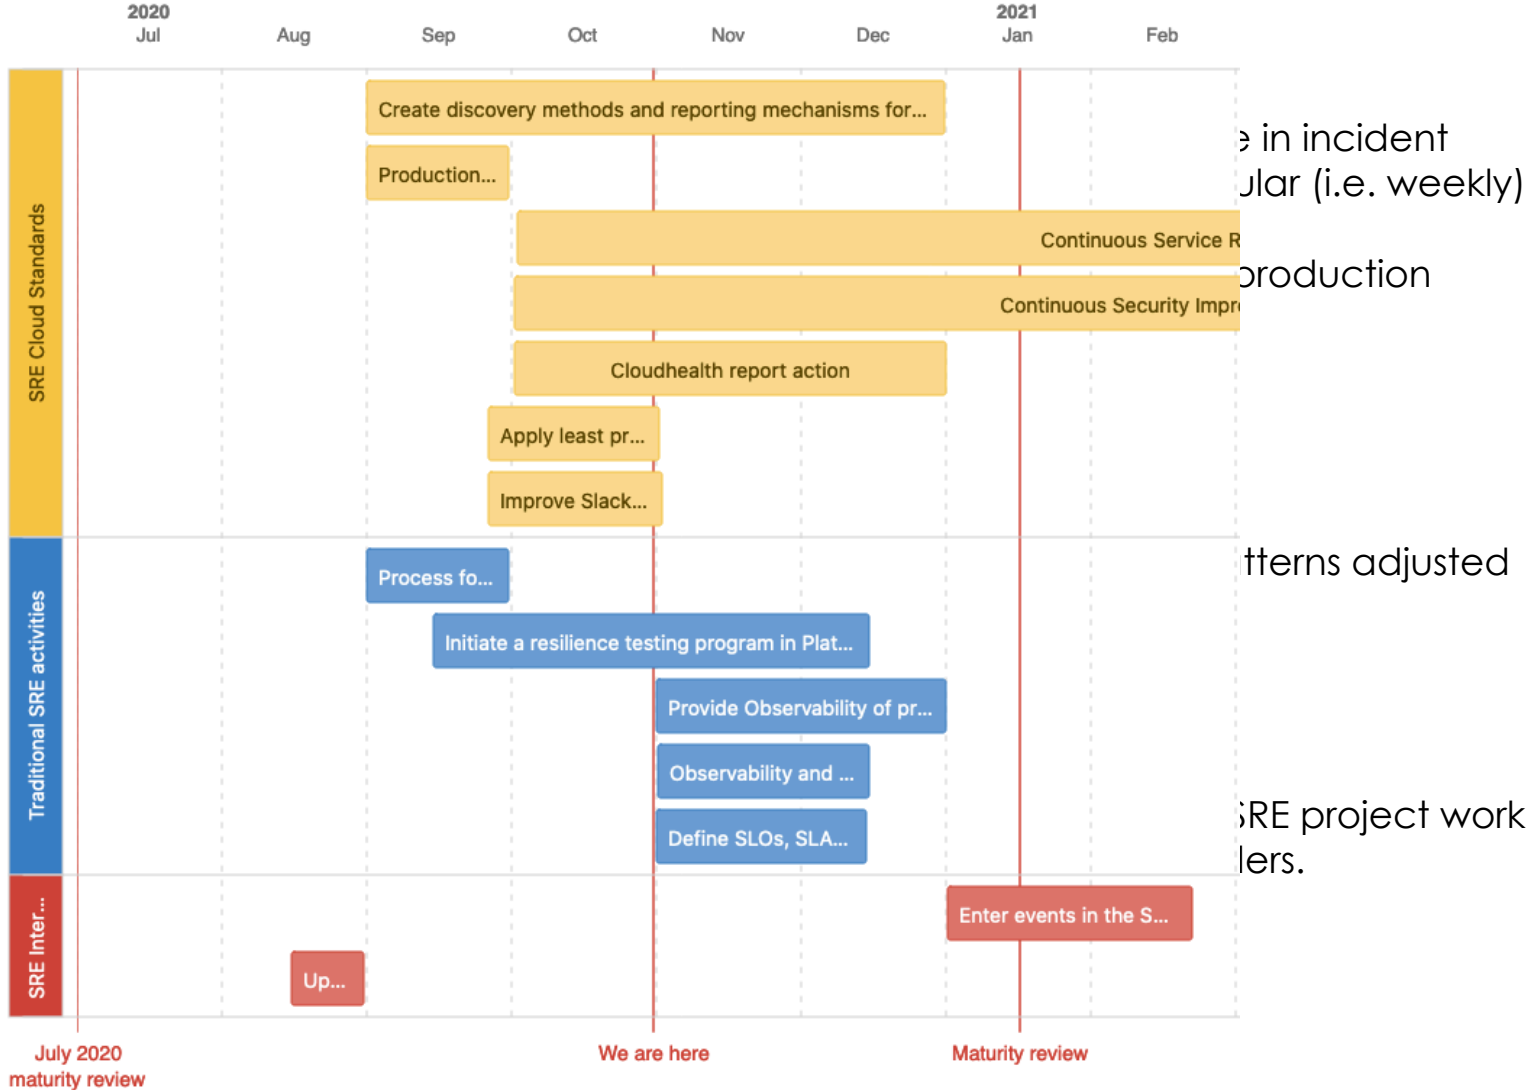 2020
2021
Jul
Aug
Sep
Oct
Nov
Dec
Jan
Feb
SRE Cloud Standards
Create discovery methods and reporting mechanisms for...
in incident
Production...
(i.e. weekly)
Continuous Service R
production
Continuous Security Impr
Cloudhealth report action
Apply least pr...
Improve Slack...
Traditional SRE activities
Process fo...
adjusted
Initiate a resilience testing program in Plat...
Provide Observability of pr...
Observability and ...
Define SLOs, SLA...
SRE project work
SRE Inter...
Enter events in the S...
Up...
July 2020
maturity review
We are here
Maturity review